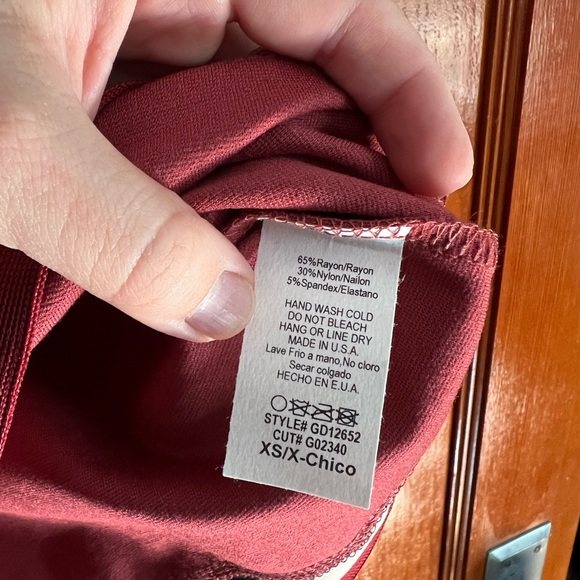 65%Rayon/Rayon
30%Nylon/Nailon
5%Spandex/Elastano
HAND WASH COLD
DO NOT BLEACH
HANG OR LINE DRY
MADE IN U.S.A.
Lave Frio a mano,No cloro
Secar colgado
HECHO EN E.U.A.
STYLE# GD12652
CUT# G02340
XS/X-Chico